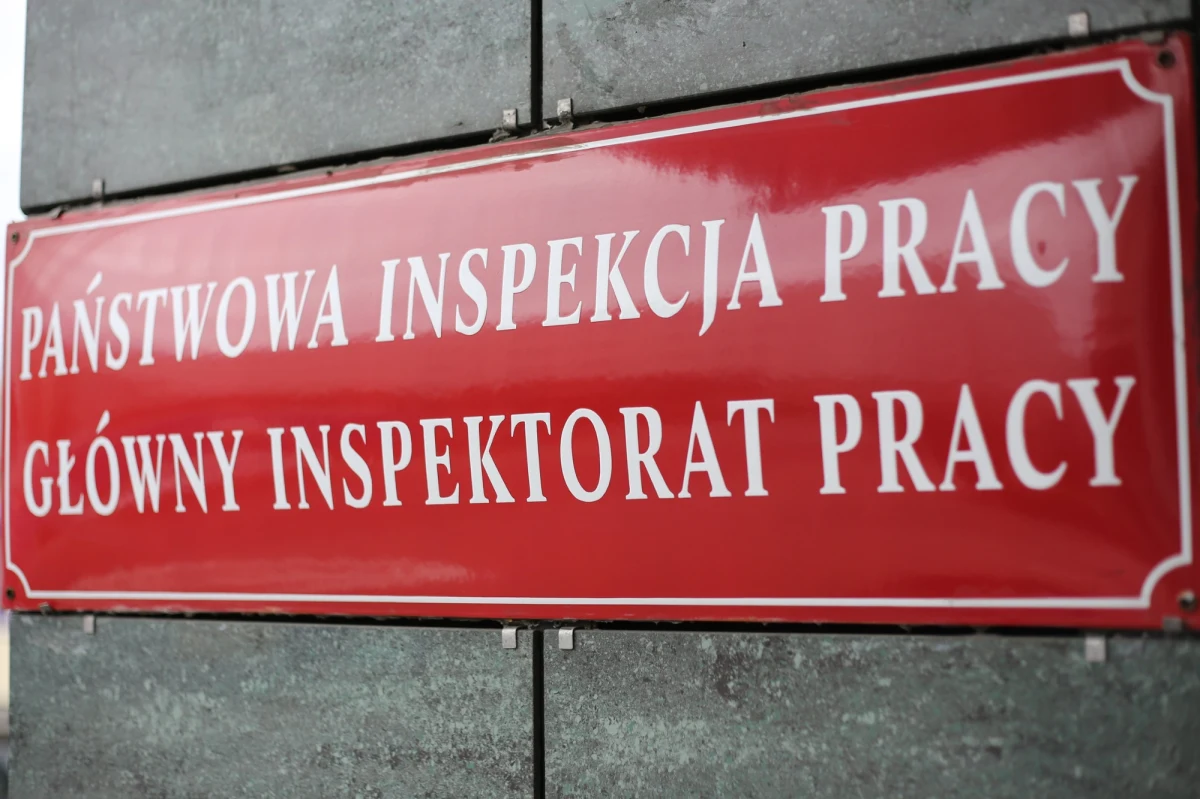 PAŃSTWOWA INSPEKCJA PRACY
GŁÓWNY INSPEKTORAT PRACY